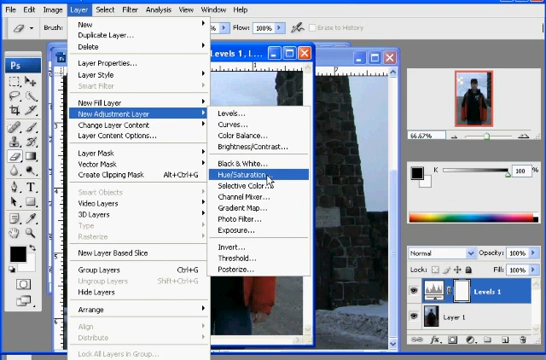 File Edit Layer Select Filter Analysis View
Brush: Flow: 100% Erase to History
New
Duplicate Layer...
Delete
Layer Properties...
Layer Style
Smart Filter
New Fill Layer
New Adjustment Layer
Change Layer Content
Layer Content Options...
Layer Mask
Vector Mask
Create Clipping Mask Alt+Ctrl+G
Smart Objects
Video Layers
3D Layers
Type
Rasterize
New Layer Based Slice
Group Layers Ctrl+G
Ungroup Layers Shift+Ctrl+G
Hide Layers
Arrange
Align
Distribute
Lock All Layers in Group...
Levels...
Curves...
Color Balance...
Brightness/Contrast...
Black & White...
Hue/Saturation...
Selective Color...
Channel Mixer...
Gradient Map...
Photo Filter...
Exposure...
Invert...
Threshold...
Posterize...
Levels 1,
Ps
66.67%
K 100 %
Normal Opacity: 100%
Lock: Fill: 100%
Levels 1
Layer 1